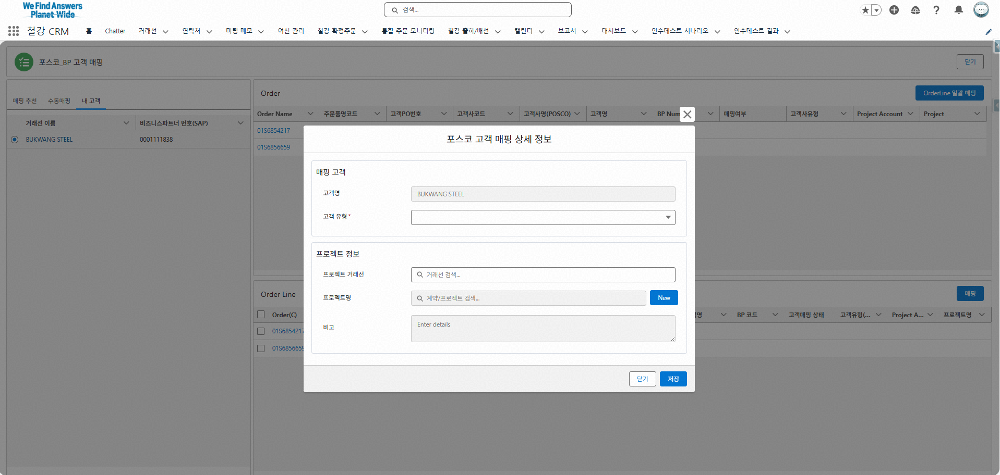 We Find Answers
Planet-Wide
검색...
철강 CRM
홈
Chatter
거래선
연락처
미팅 메모
여신 관리
철강 확정주문
통합 주문 모니터링
철강 출하/배선
캘린더
보고서
대시보드
인수테스트 시나리오
인수테스트 결과
포스코_BP 고객 매핑
닫기
매핑 추천
수동매핑
내 고객
거래선 이름
비즈니스파트너 번호(SAP)
BUKWANG STEEL
0001111838
Order
OrderLine 일괄 매핑
Order Name
주문품명코드
고객PO번호
고객사코드
고객사명(POSCO)
고객명
BP Num
매핑여부
고객사유형
Project Account
Project
01S6854217
01S6856659
포스코 고객 매핑 상세 정보
매핑 고객
고객명
BUKWANG STEEL
고객 유형*
프로젝트 정보
프로젝트 거래선
거래선 검색...
프로젝트명
계약/프로젝트 검색...
New
비고
Enter details
닫기
저장
Order Line
매핑
Order(C)
명
BP 코드
고객매핑 상태
고객유형(...
Project A...
프로젝트명
01S6854217
01S6856659